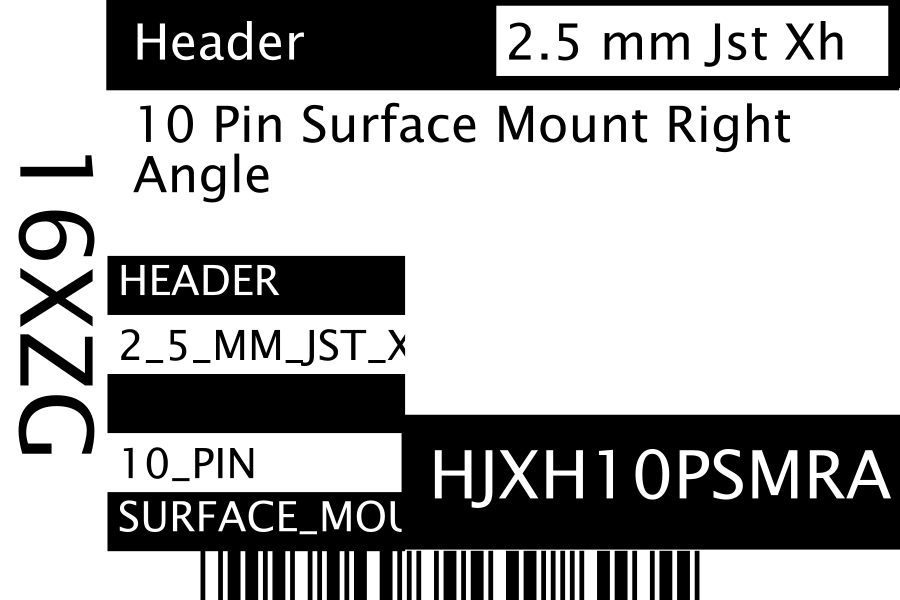 Header
2.5 mm Jst Xh
10 Pin Surface Mount Right
Angle
16XZG
HEADER
2_5_MM_JST_X
10_PIN
SURFACE_MOU
HJXH10PSMRA